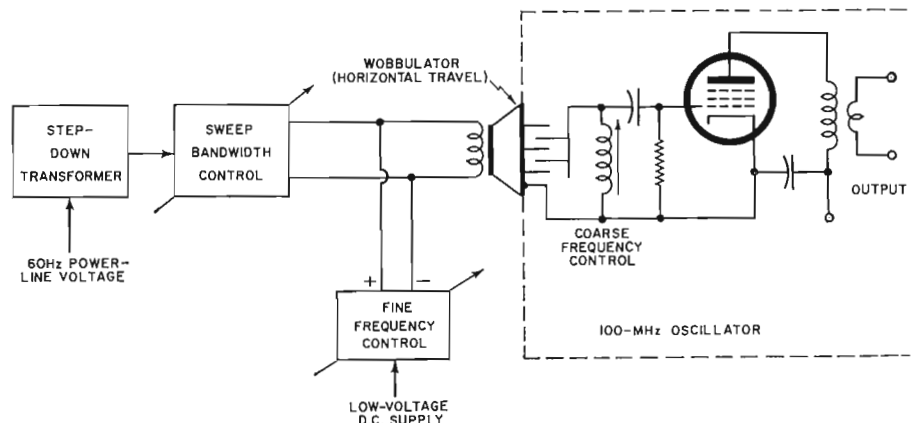 WOBBULATOR
(HORIZONTAL TRAVEL)
STEP-
DOWN
TRANSFORMER
SWEEP
BANDWIDTH
CONTROL
60Hz POWER-
LINE VOLTAGE
+ −
FINE
FREQUENCY
CONTROL
LOW-VOLTAGE
D.C. SUPPLY
COARSE
FREQUENCY
CONTROL
OUTPUT
100-MHz OSCILLATOR